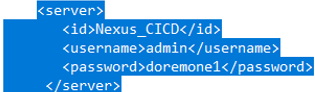 <server>
<id>Nexus_CICD</id>
<username>admin</username>
<password>doremone1</password>
</server>